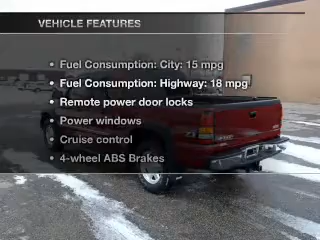 VEHICLE FEATURES
• Fuel Consumption: City: 15 mpg
• Fuel Consumption: Highway: 18 mpg
• Remote power door locks
• Power windows
• Cruise control
• 4-wheel ABS Brakes